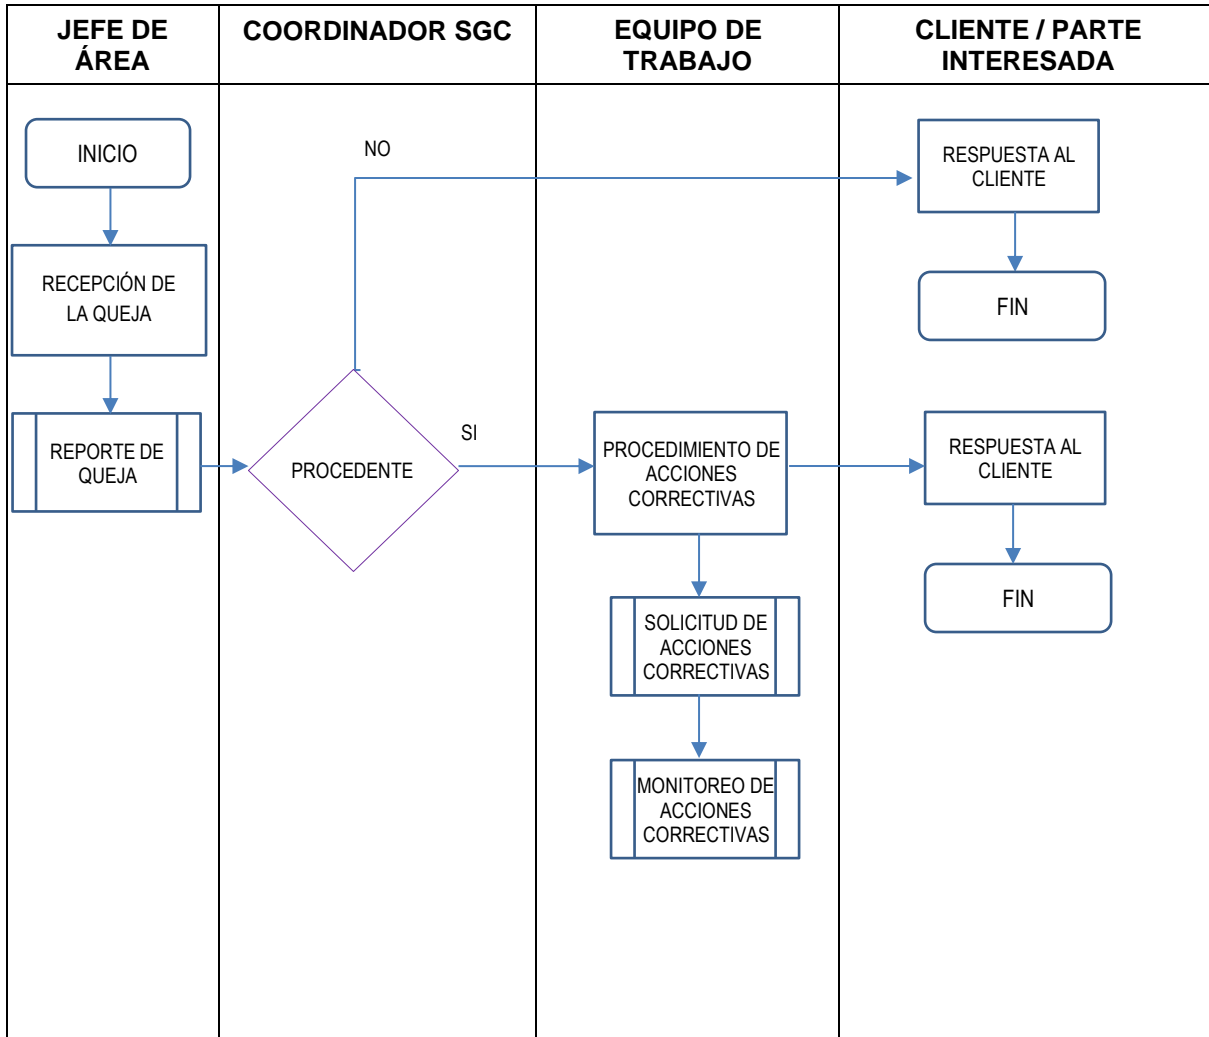 JEFE DE
ÁREA
COORDINADOR SGC
EQUIPO DE
TRABAJO
CLIENTE / PARTE
INTERESADA
INICIO
NO
RESPUESTA AL
CLIENTE
RECEPCIÓN DE
LA QUEJA
FIN
REPORTE DE
QUEJA
PROCEDENTE
SI
PROCEDIMIENTO DE
ACCIONES
CORRECTIVAS
RESPUESTA AL
CLIENTE
SOLICITUD DE
ACCIONES
CORRECTIVAS
FIN
MONITOREO DE
ACCIONES
CORRECTIVAS